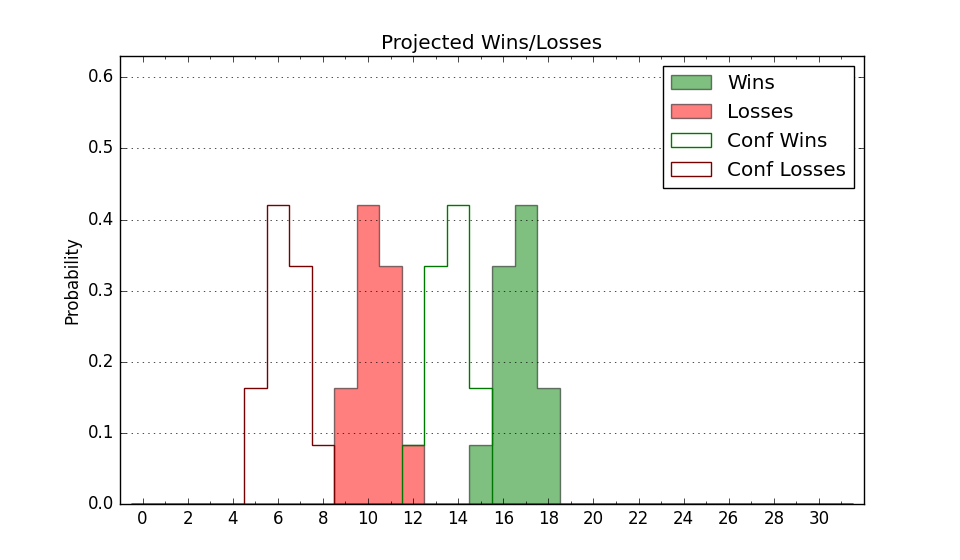 Projected Wins/Losses
Probability
0.6
0.5
0.4
0.3
0.2
0.1
0.0
0 2 4 6 8 10 12 14 16 18 20 22 24 26 28 30
Wins
Losses
Conf Wins
Conf Losses